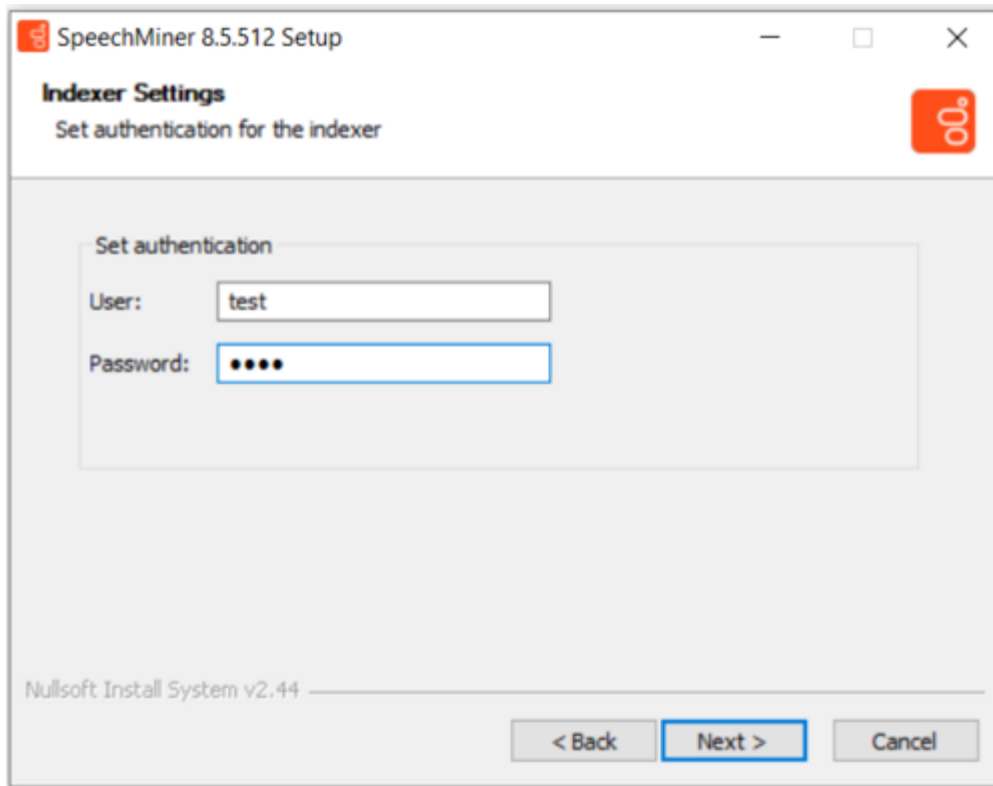 SpeechMiner 8.5.512 Setup
Indexer Settings
Set authentication for the indexer
Set authentication
User: test
Password: ••••
Nullsoft Install System v2.44
< Back Next > Cancel